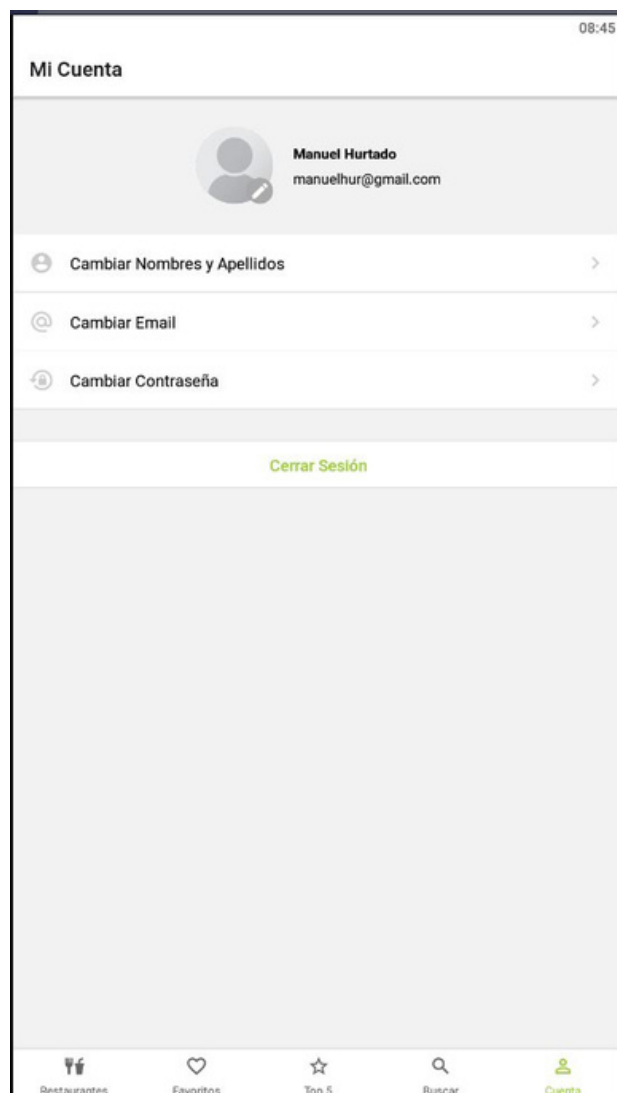 08:45
Mi Cuenta
Manuel Hurtado
manuelhur@gmail.com
Cambiar Nombres y Apellidos
Cambiar Email
Cambiar Contraseña
Cerrar Sesión
Restaurantes Favoritos Top 5 Buscar Cuenta